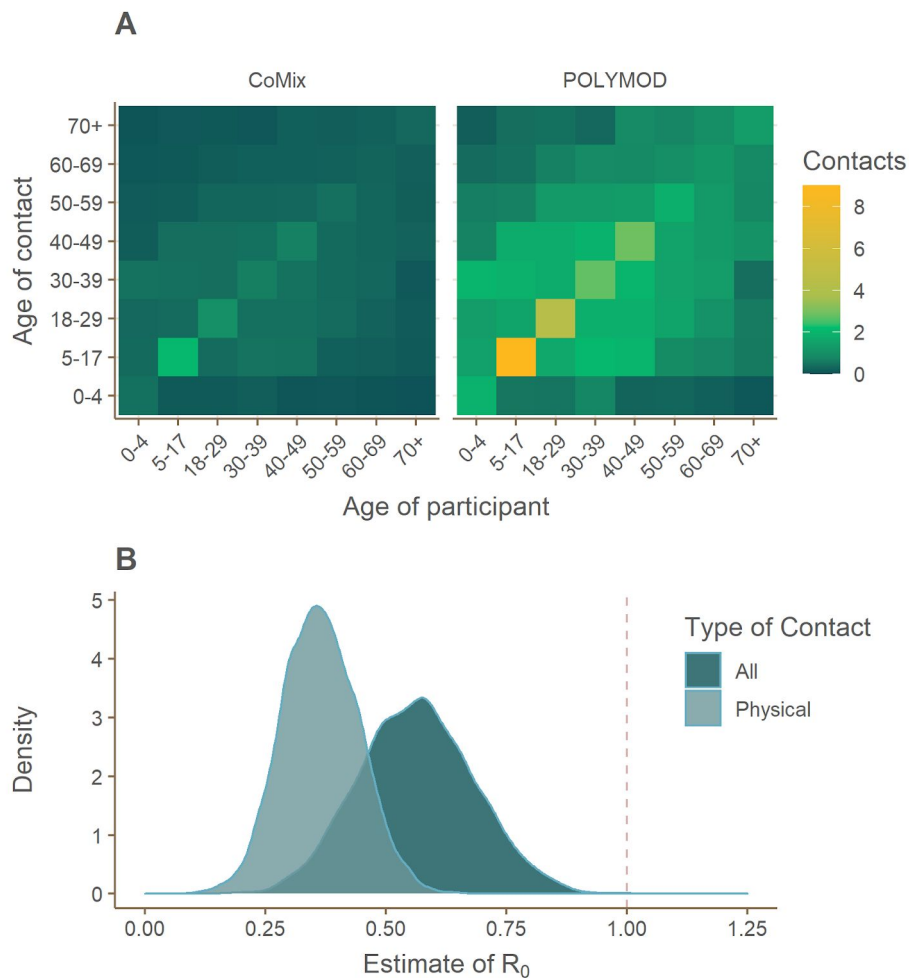 A
CoMix POLYMOD
Age of contact
70+
60-69
50-59
40-49
30-39
18-29
5-17
0-4
0-4 5-17 18-29 30-39 40-49 50-59 60-69 70+ 0-4 5-17 18-29 30-39 40-49 50-59 60-69 70+
Age of participant
Contacts
8
6
4
2
0
B
Density
5
4
3
2
1
0
0.00 0.25 0.50 0.75 1.00 1.25
Estimate of R₀
Type of Contact
All
Physical